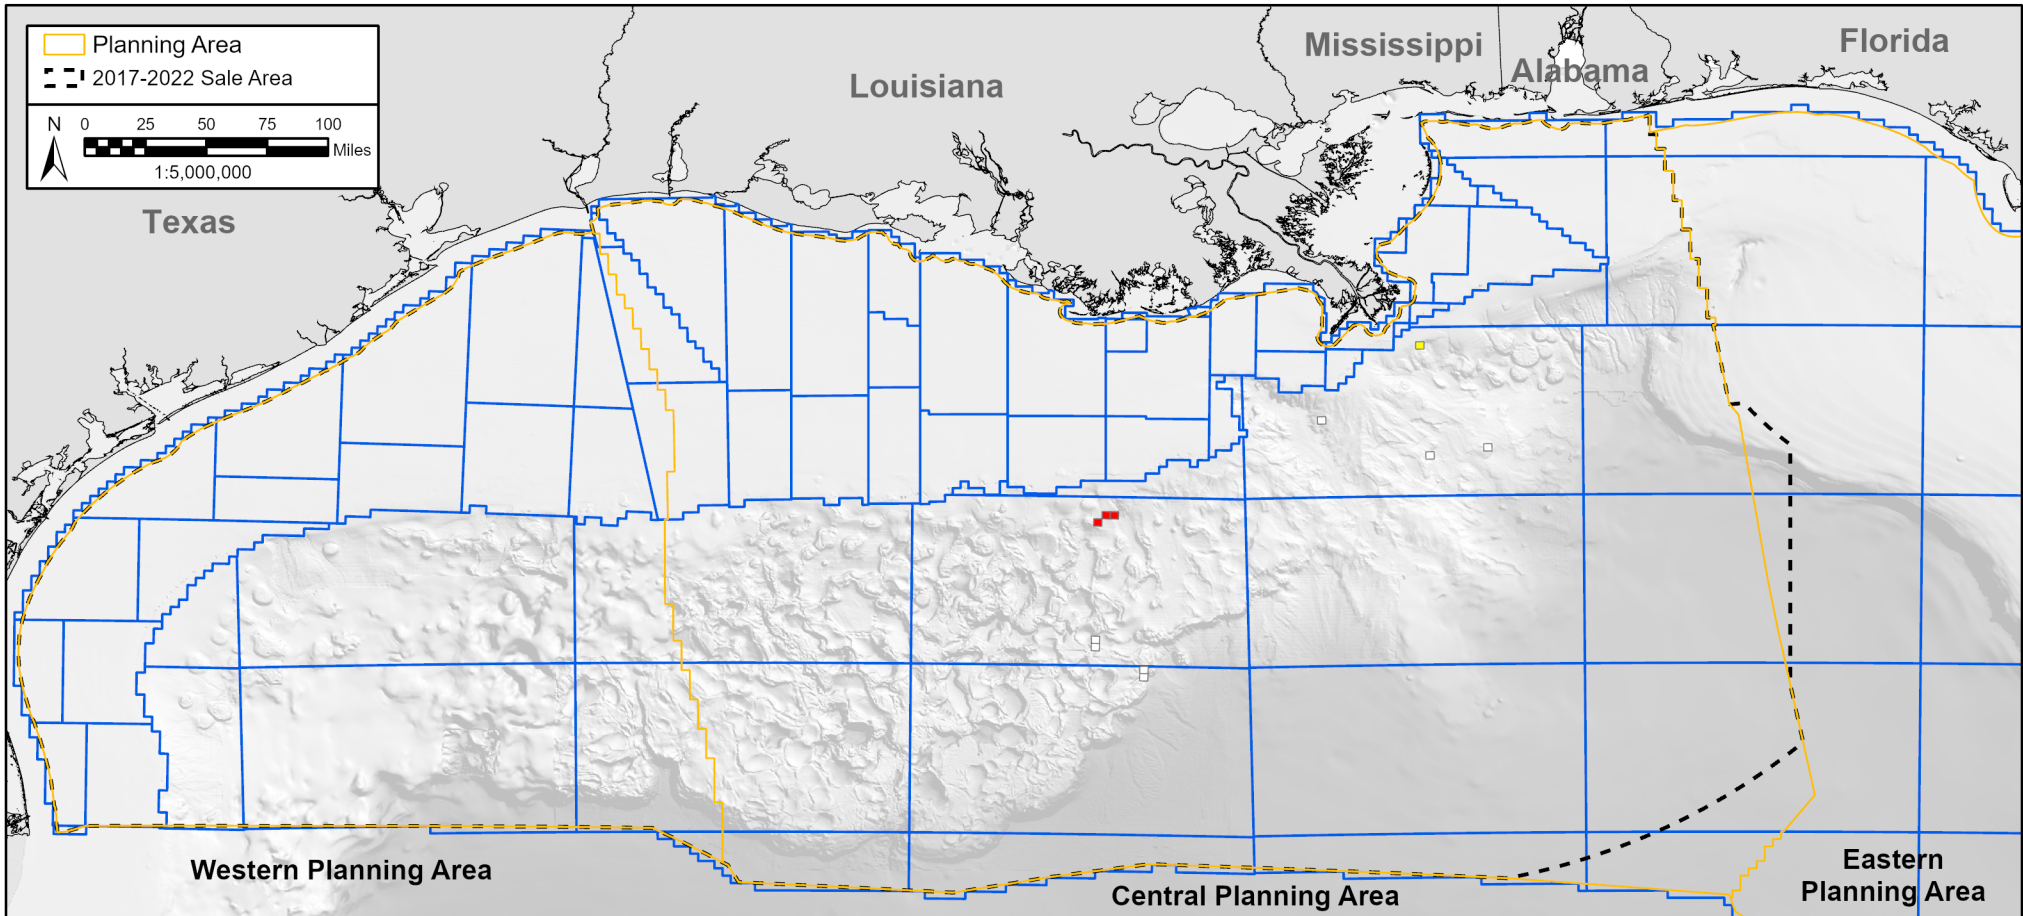 Planning Area
2017-2022 Sale Area
N
0 25 50 75 100
Miles
1:5,000,000
Texas
Louisiana
Mississippi
Alabama
Florida
Western Planning Area
Central Planning Area
Eastern
Planning Area